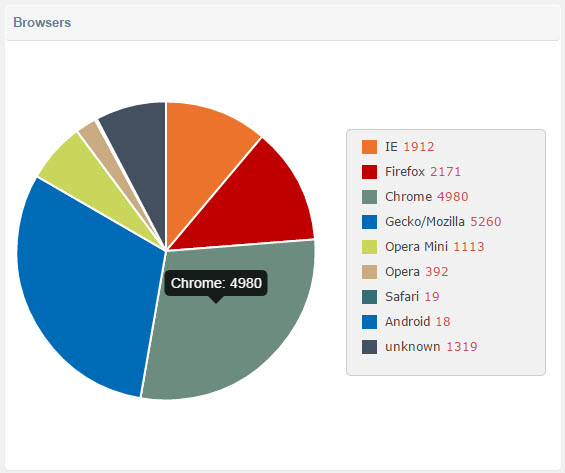 Browsers
IE 1912
Firefox 2171
Chrome 4980
Gecko/Mozilla 5260
Opera Mini 1113
Opera 392
Safari 19
Android 18
unknown 1319
Chrome: 4980